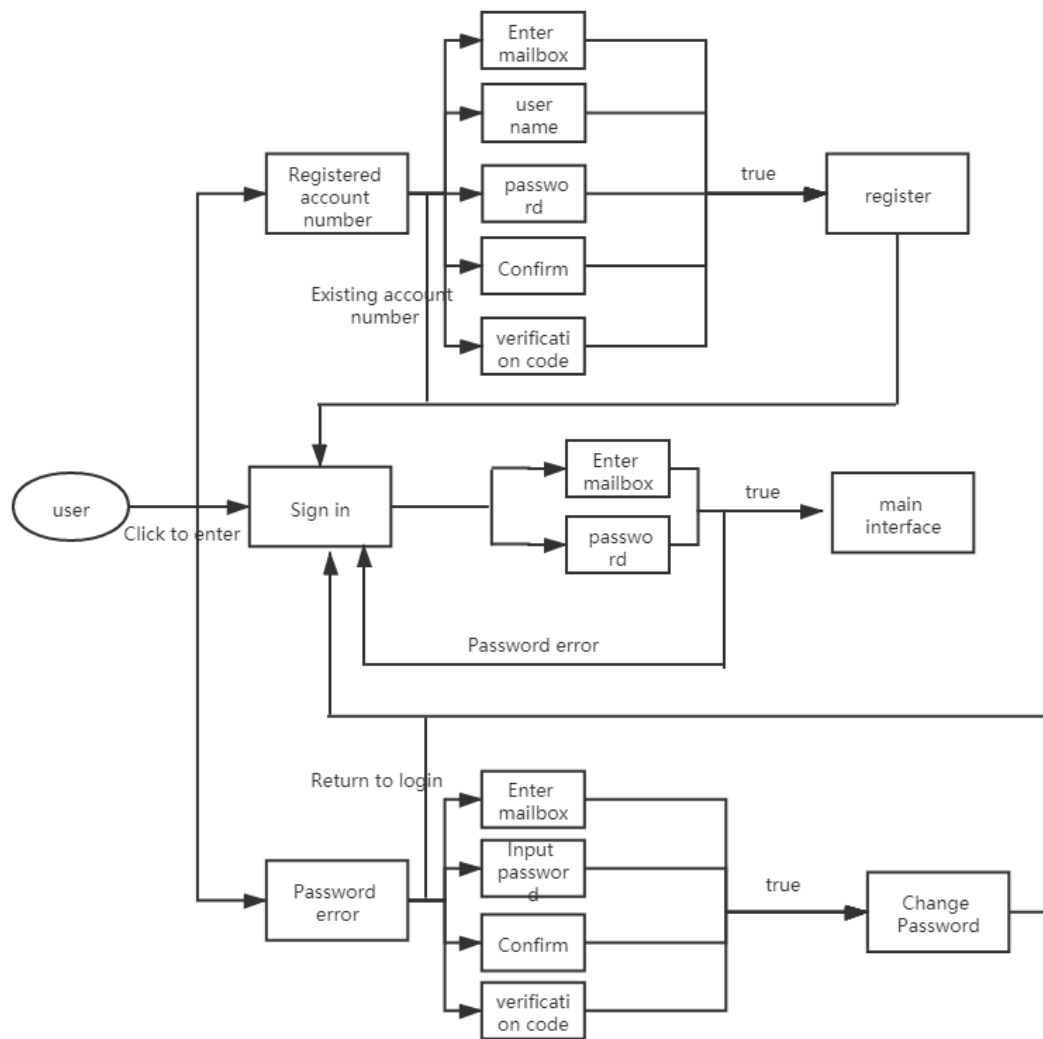 Enter
mailbox
user
name
Registered
account
number
passwo
rd
true
register
Confirm
Existing account
number
verificati
on code
user
Click to enter
Sign in
Enter
mailbox
passwo
rd
true
main
interface
Password error
Return to login
Enter
mailbox
Input
passwor
d
Password
error
true
Change
Password
Confirm
verificati
on code